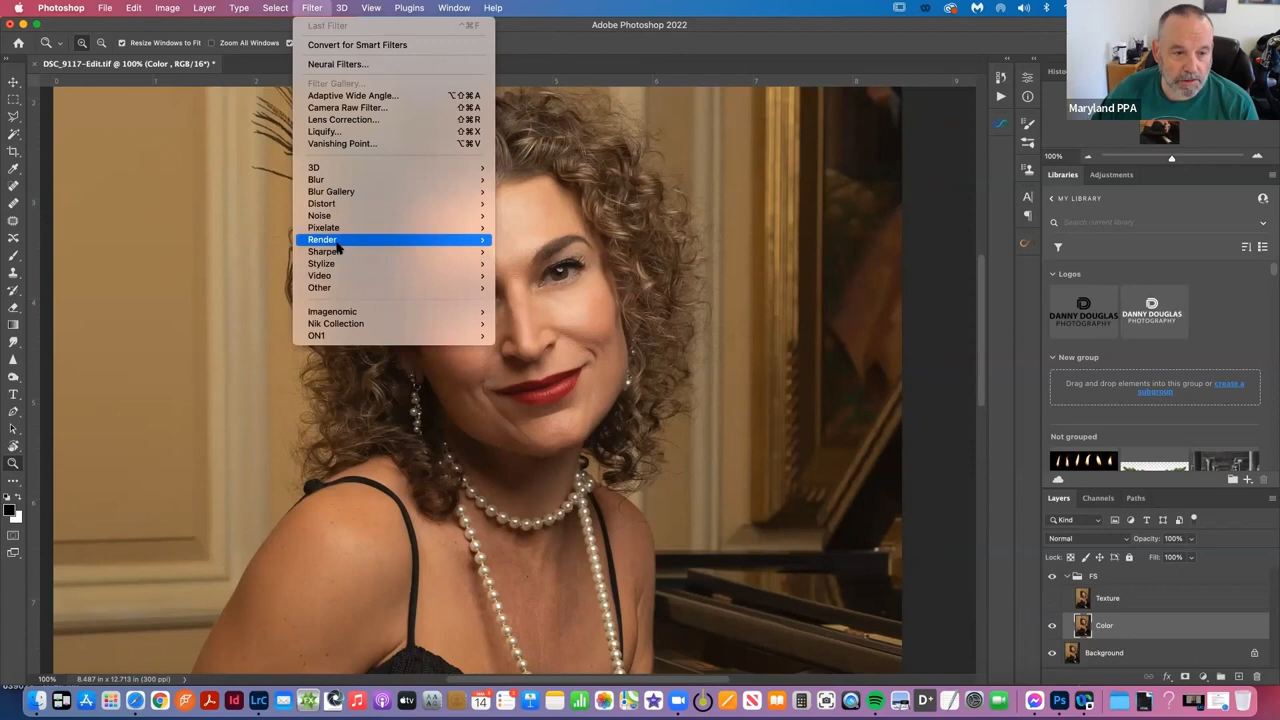 Photoshop File Edit Image Layer Type Select Filter 3D View Plugins Window Help
Adobe Photoshop 2022
Resize Windows to Fit Zoom All Windows
DSC_9117-Edit.tif @ 100% (Color , RGB/16*) *
Last Filter ^⌘F
Convert for Smart Filters
Neural Filters...
Filter Gallery...
Adaptive Wide Angle... ⌥⇧⌘A
Camera Raw Filter... ⇧⌘A
Lens Correction... ⇧⌘R
Liquify... ⇧⌘X
Vanishing Point... ⌥⌘V
3D
Blur
Blur Gallery
Distort
Noise
Pixelate
Render
Sharpen
Stylize
Video
Other
Imagenomic
Nik Collection
ON1
Maryland PPA
100%
Libraries Adjustments
MY LIBRARY
Search current library
Logos
DANNY DOUGLAS
PHOTOGRAPHY
DANNY DOUGLAS
PHOTOGRAPHY
New group
Drag and drop elements into this group or create a
subgroup
Not grouped
Layers Channels Paths
Kind
Normal Opacity: 100%
Lock: Fill: 100%
FS
Texture
Color
Background
100% 8.487 in x 12.713 in (300 ppi)